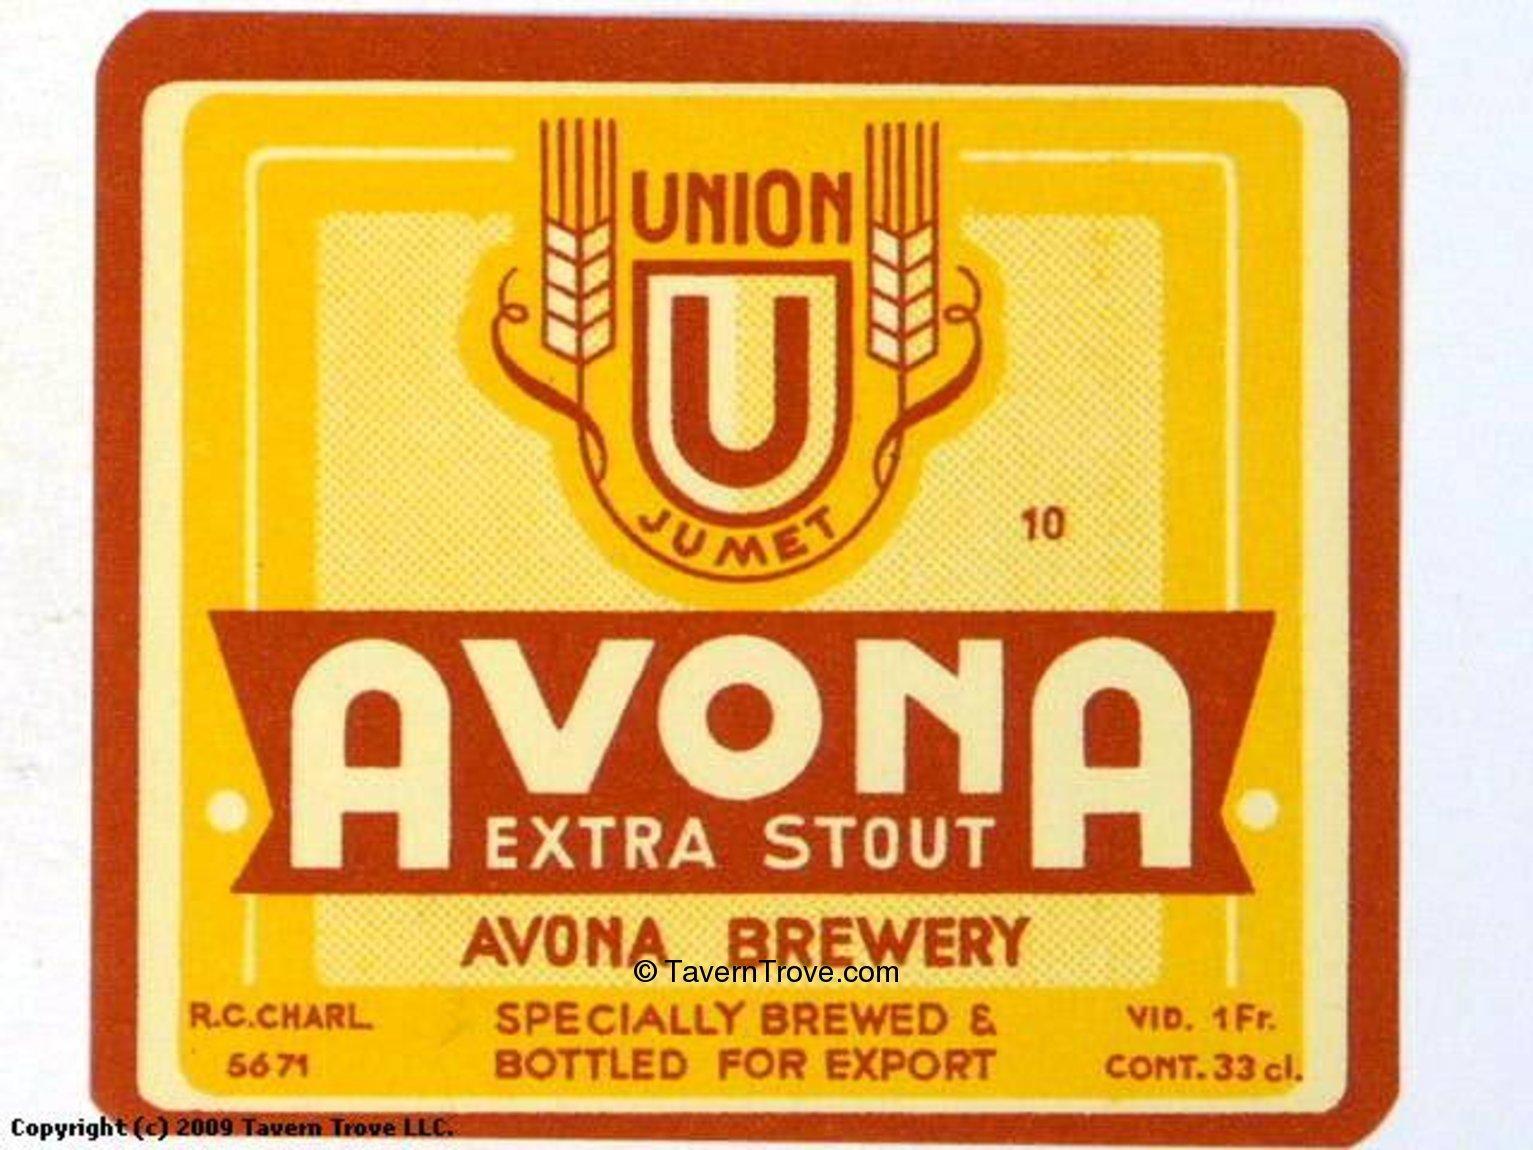 UNION
U
JUMET
10
AVONA
EXTRA STOUT
AVONA BREWERY
© TavernTrove.com
R.C.CHARL.
5671
SPECIALLY BREWED &
BOTTLED FOR EXPORT
VID. 1Fr.
CONT. 33 cl.
Copyright (c) 2009 Tavern Trove LLC.